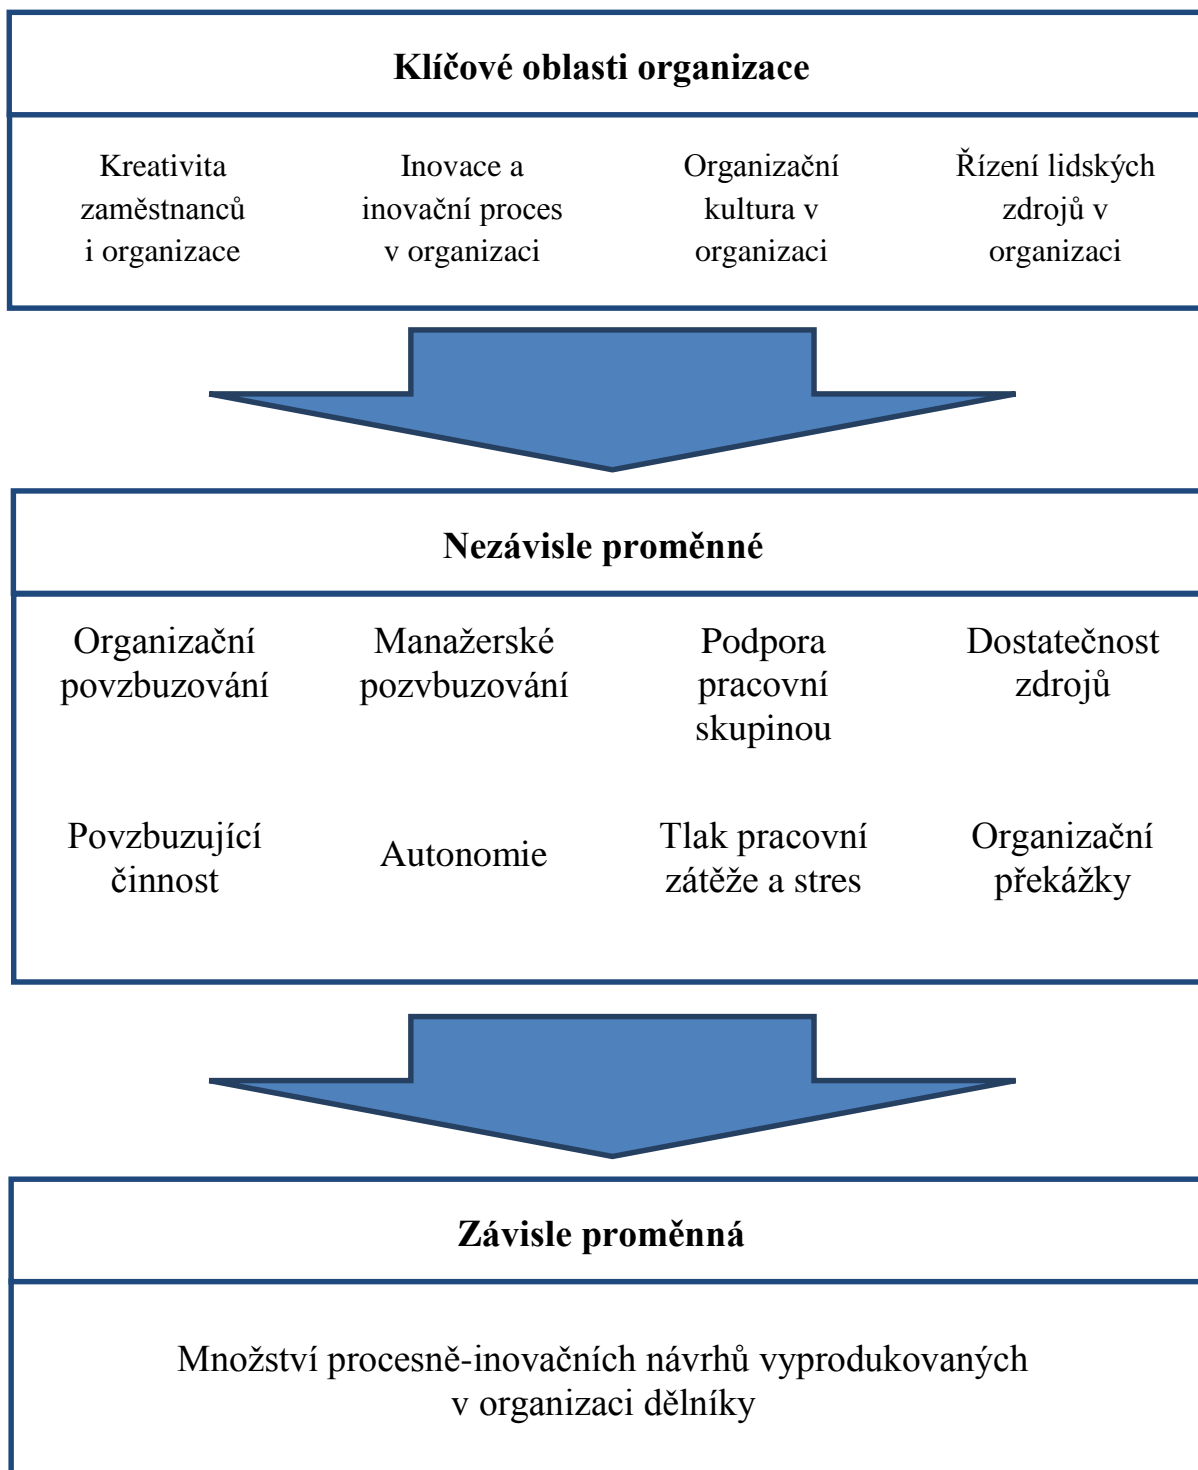 Klíčové oblasti organizace
Kreativita
zaměstnanců
i organizace
Inovace a
inovační proces
v organizaci
Organizační
kultura v
organizaci
Řízení lidských
zdrojů v
organizaci
Nezávisle proměnné
Organizační
povzbuzování
Manažerské
pozvbuzování
Podpora
pracovní
skupinou
Dostatečnost
zdrojů
Povzbuzující
činnost
Autonomie
Tlak pracovní
zátěže a stres
Organizační
překážky
Závisle proměnná
Množství procesně-inovačních návrhů vyprodukovaných
v organizaci dělníky